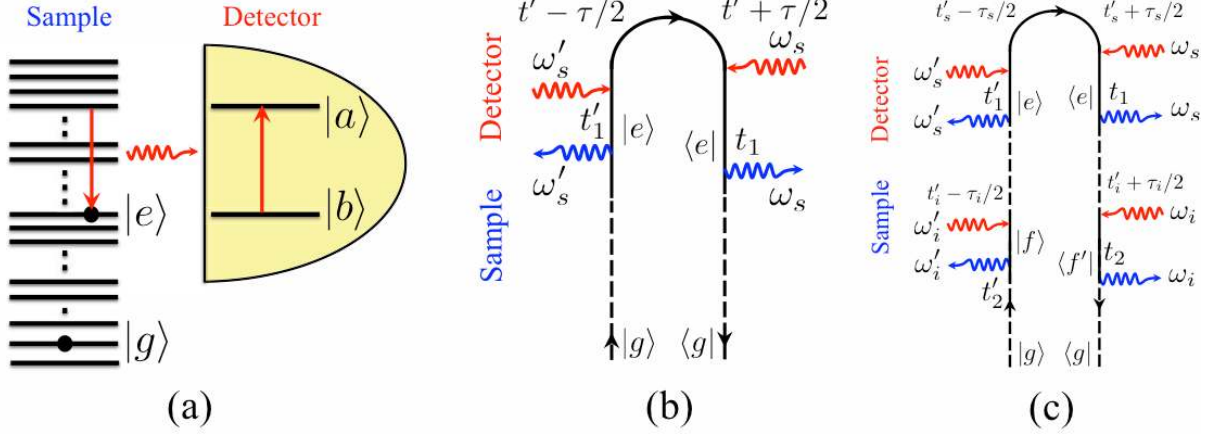 Sample
Detector
|a⟩
|b⟩
|e⟩
|g⟩
(a)
t′ − τ/2
t′ + τ/2
ω′s
ωs
Detector
t′1
|e⟩
⟨e|
t1
ω′s
ωs
Sample
|g⟩
⟨g|
(b)
t′s − τs/2
t′s + τs/2
ω′s
ωs
Detector
t′1
|e⟩
⟨e|
t1
ω′s
ωs
t′i − τi/2
t′i + τi/2
Sample
ω′i
ωi
|f⟩
⟨f′|
t2
ω′i
ωi
t′2
|g⟩
⟨g|
(c)